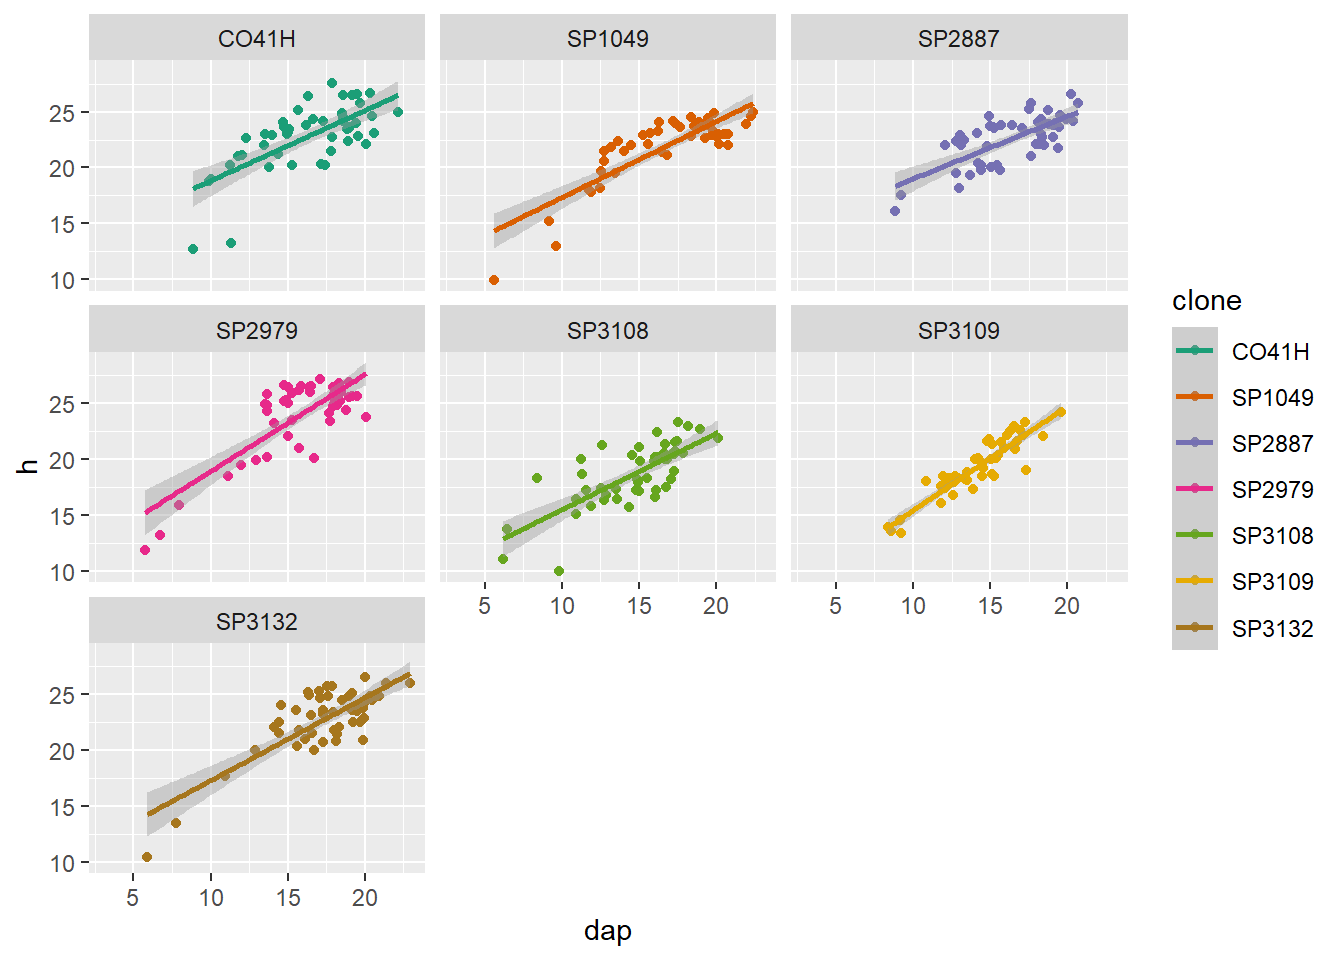 CO41H SP1049 SP2887
25
20
15
10
SP2979 SP3108 SP3109
25
20
15
10
5 10 15 20 5 10 15 20
SP3132
25
20
15
10
5 10 15 20
dap
h
clone
CO41H
SP1049
SP2887
SP2979
SP3108
SP3109
SP3132